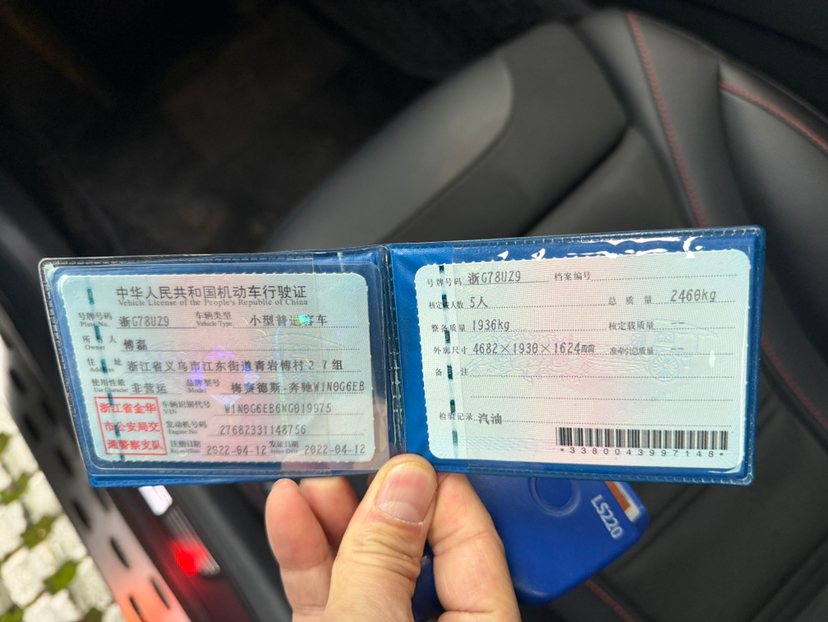 中华人民共和国机动车行驶证
Vehicle License of the People's Republic of China
号牌号码 浙G78UZ9 车辆类型 小型普通客车
Plate No. Vehicle Type
所有人 傅磊
Owner
住址 浙江省义乌市江东街道青岩傅村27组
Address
使用性质 非营运 品牌型号 梅赛德斯-奔驰W1N0G6EB
Use Character Model
浙江省金华
市公安局交
通警察支队
车辆识别代号 W1N0G6EB6NG019975
VIN
发动机号码 27682331148756
Engine No.
注册日期 2022-04-12 发证日期 2022-04-12
Issue Date
号牌号码 浙G78UZ9 档案编号
核定载人数 5人 总质量 2460kg
整备质量 1936kg 核定载质量 --
外廓尺寸 4682×1930×1624mm 准牵引总质量 --
备注
检验记录 汽油
*3380043997148*
LS220